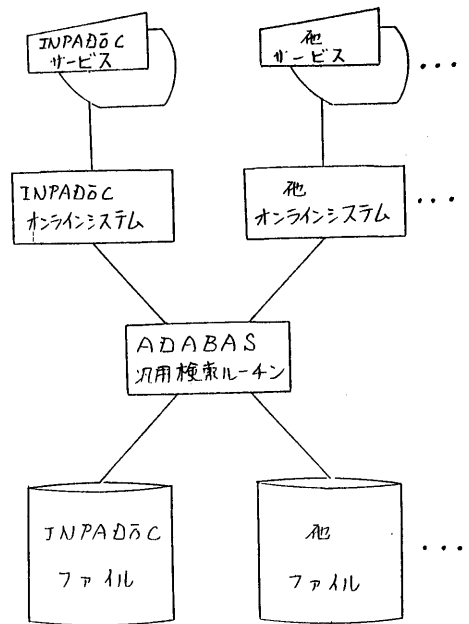 INPADOC
サービス
他
サービス
...
INPADOC
オンラインシステム
他
オンラインシステム
...
ADABAS
汎用検索ルーチン
INPADOC
ファイル
他
ファイル
...